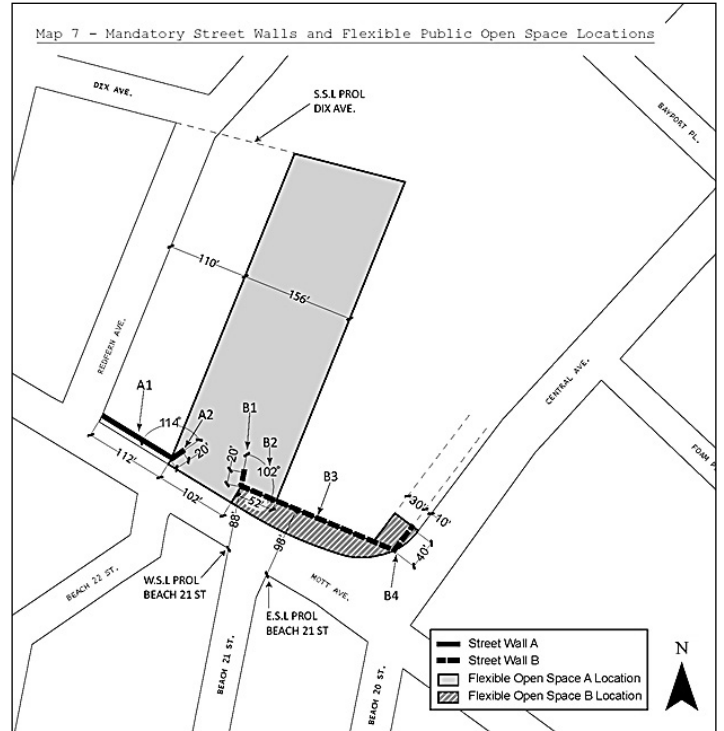 Map 7 - Mandatory Street Walls and Flexible Public Open Space Locations
DIX AVE.
S.S.L PROL
DIX AVE.
BAYPORT PL.
110'
156'
REDFERN AVE.
CENTRAL AVE.
A1
114°
A2
20'
B1
B2
20'
102°
B3
52'
112'
102'
88'
98'
30'
10'
40'
B4
FOAM
W.S.L PROL
BEACH 21 ST
E.S.L PROL
BEACH 21 ST
MOTT AVE.
BEACH 22 ST.
BEACH 21 ST.
BEACH 20 ST.
Street Wall A
Street Wall B
Flexible Open Space A Location
Flexible Open Space B Location
N